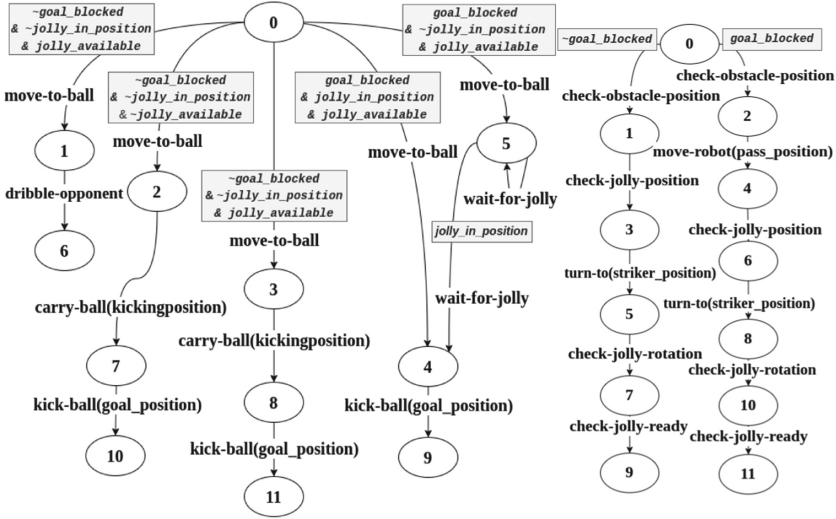 ~goal_blocked
& ~jolly_in_position
& jolly_available
0
goal_blocked
& ~jolly_in_position
& jolly_available
move-to-ball
1
dribble-opponent
6
~goal_blocked
& ~jolly_in_position
& ~jolly_available
move-to-ball
2
carry-ball(kickingposition)
7
kick-ball(goal_position)
10
~goal_blocked
& ~jolly_in_position
& jolly_available
move-to-ball
3
carry-ball(kickingposition)
8
kick-ball(goal_position)
11
goal_blocked
& jolly_in_position
& jolly_available
move-to-ball
4
kick-ball(goal_position)
9
move-to-ball
5
wait-for-jolly
jolly_in_position
wait-for-jolly
~goal_blocked
0
goal_blocked
check-obstacle-position
1
check-jolly-position
3
turn-to(striker_position)
5
check-jolly-rotation
7
check-jolly-ready
9
check-obstacle-position
2
move-robot(pass_position)
4
check-jolly-position
6
turn-to(striker_position)
8
check-jolly-rotation
10
check-jolly-ready
11